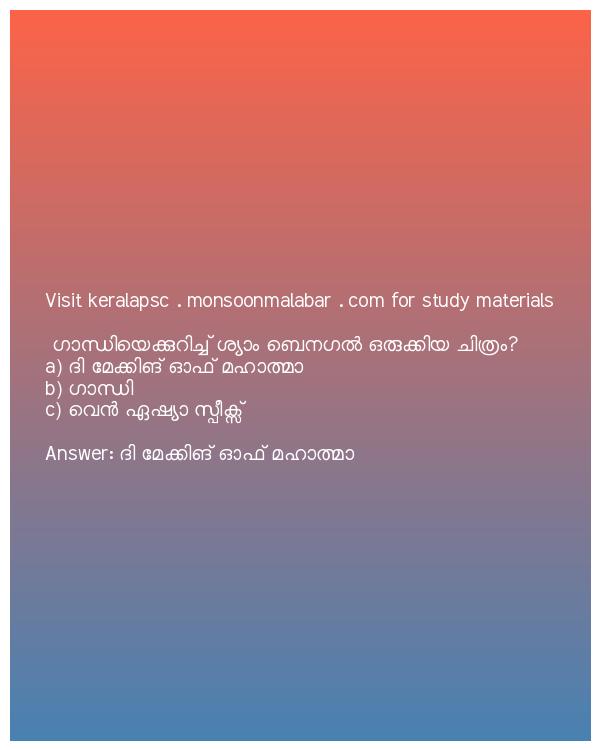 Visit keralapsc . monsoonmalabar . com for study materials
ഗാന്ധിയെക്കുറിച്ച് ശ്യാം ബെനഗൽ ഒരുക്കിയ ചിത്രം?
a) ദി മേക്കിങ് ഓഫ് മഹാത്മാ
b) ഗാന്ധി
c) വെൻ ഏഷ്യാ സ്പീക്സ്
Answer: ദി മേക്കിങ് ഓഫ് മഹാത്മാ